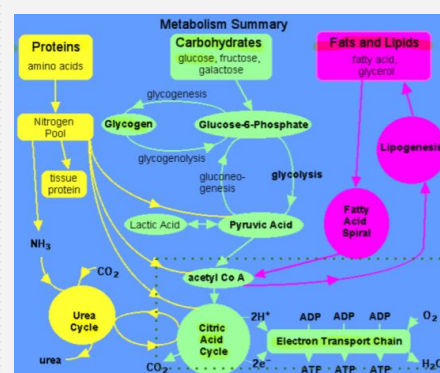 Metabolism Summary
Proteins
amino acids
Carbohydrates
glucose, fructose,
galactose
Fats and Lipids
fatty acid,
glycerol
glycogenesis
Nitrogen
Pool
Glycogen
Glucose-6-Phosphate
Lipogenesis
glycogenolysis
tissue
protein
gluconeo-
genesis
glycolysis
Lactic Acid
Pyruvic Acid
Fatty
Acid
Spiral
NH₃
CO₂
acetyl Co A
Urea
Cycle
Citric
Acid
Cycle
2H⁺
ADP ADP ADP
O₂
Electron Transport Chain
urea
CO₂
2e⁻
ATP ATP ATP
H₂O